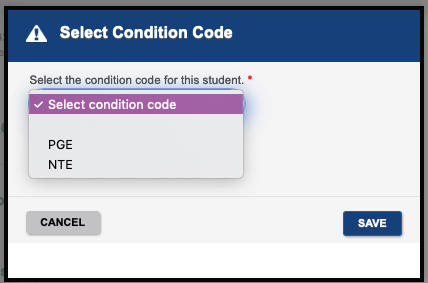 Select Condition Code
Select the condition code for this student. *
✓ Select condition code
PGE
NTE
CANCEL
SAVE